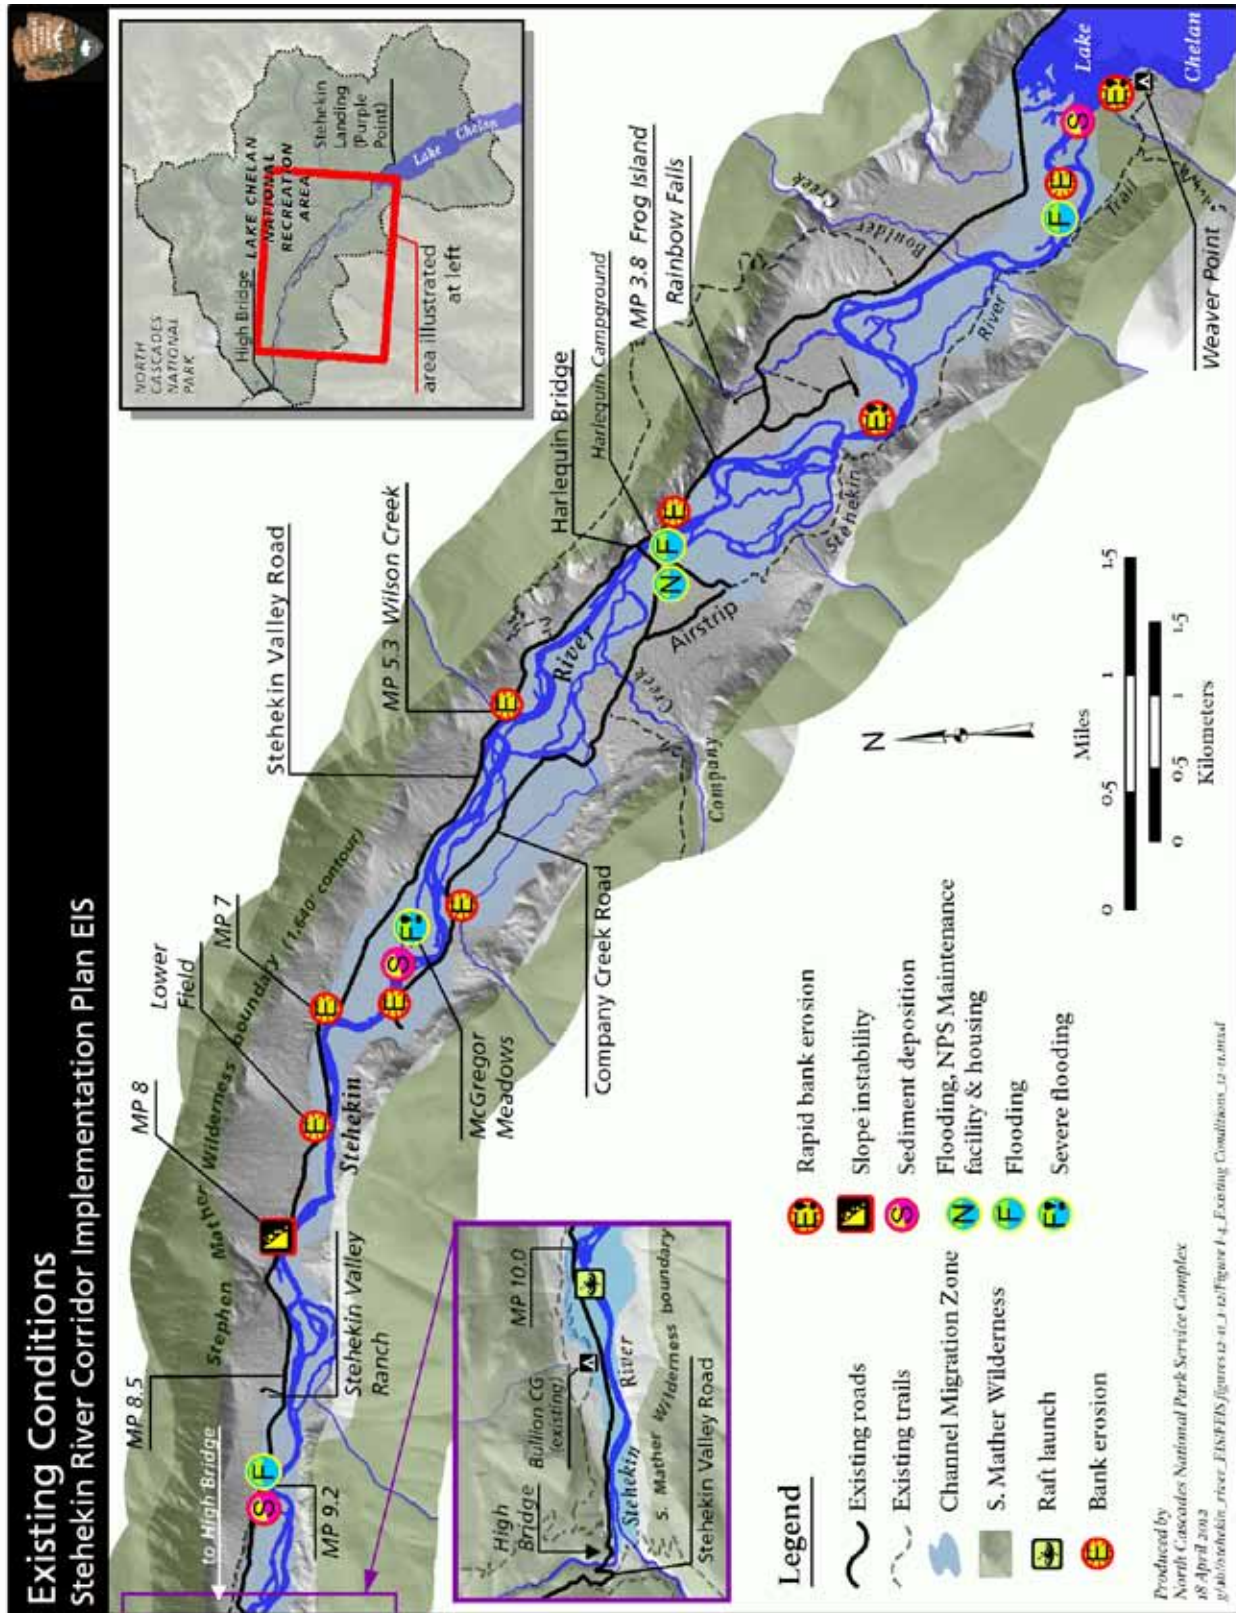 Existing Conditions
Stehekin River Corridor Implementation Plan EIS
NORTH
CASCADES
NATIONAL
PARK
High Bridge
LAKE CHELAN
NATIONAL
RECREATION
AREA
Stehekin
Landing
(Purple
Point)
Lake Chelan
area illustrated
at left
to High Bridge
MP 9.2
S
F
MP 8.5
Stehekin Valley
Ranch
Stephen Mather Wilderness boundary (1,640' contour)
MP 8
Lower
Field
E
Stehekin
MP 7
E
E
S
F
McGregor
Meadows
E
Company Creek Road
Stehekin Valley Road
MP 5.3 Wilson Creek
E
River
Company Creek
Airstrip
Harlequin Bridge
Harlequin Campground
N
F
E
MP 3.8 Frog Island
Rainbow Falls
Boulder Creek
E
Stehekin River Trail
F
E
S
E
Lake
Chelan
Weaver Point
High
Bridge
Bullion CG
(existing)
MP 10.0
Stehekin River
S. Mather Wilderness boundary
Stehekin Valley Road
N
Miles
0 0.5 1 1.5
0 0.5 1 1.5
Kilometers
Legend
Existing roads
Existing trails
Channel Migration Zone
S. Mather Wilderness
Raft launch
E Bank erosion
E Rapid bank erosion
Slope instability
S Sediment deposition
N Flooding, NPS Maintenance
facility & housing
F Flooding
F Severe flooding
Produced by
North Cascades National Park Service Complex
18 April 2012